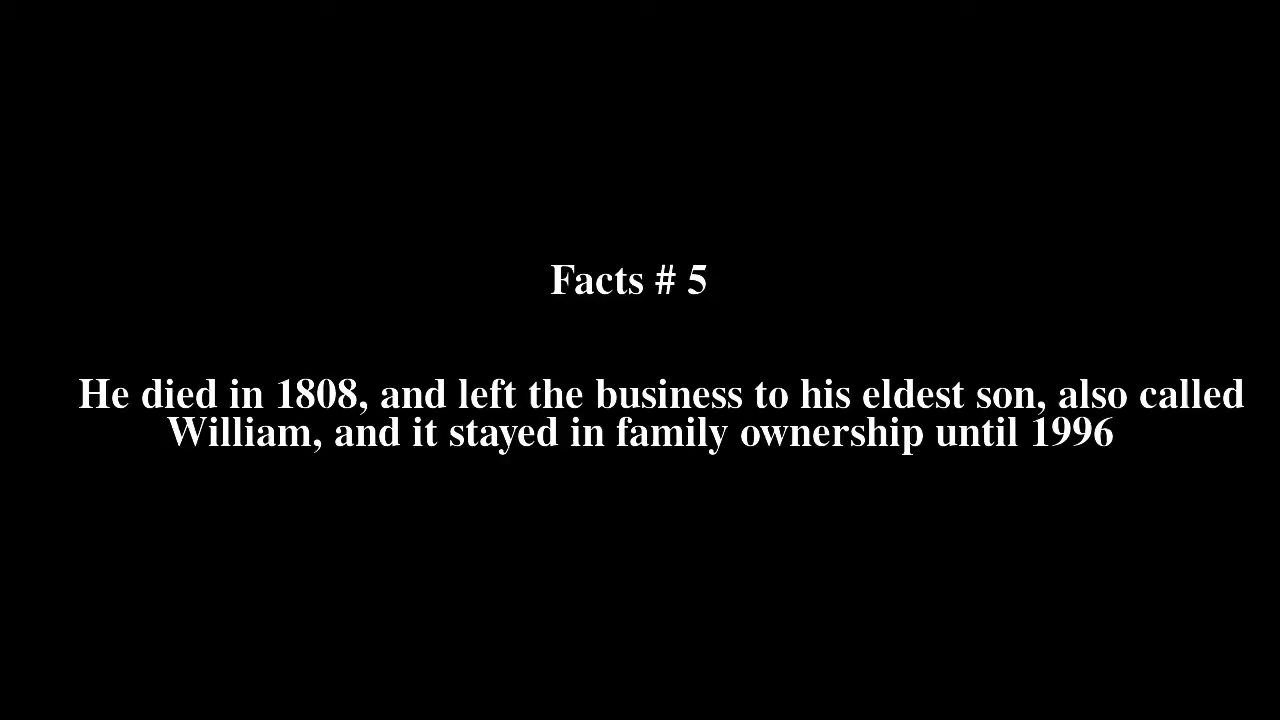 Facts # 5
He died in 1808, and left the business to his eldest son, also called
William, and it stayed in family ownership until 1996